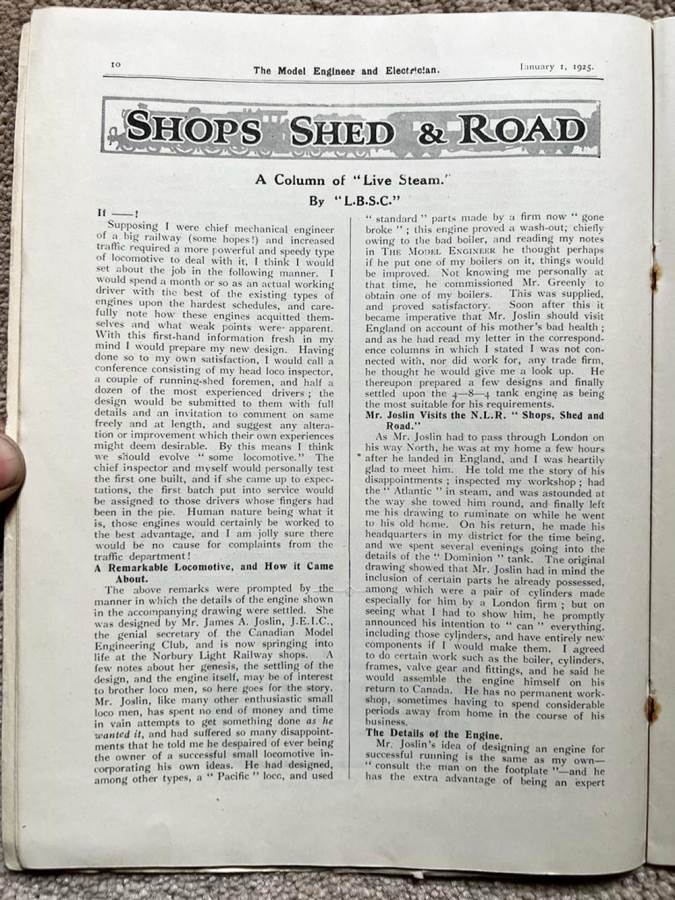 10
The Model Engineer and Electrician.
January 1, 1925.
SHOPS SHED & ROAD
A Column of "Live Steam."
By "L.B.S.C."
If ——!
Supposing I were chief mechanical engineer
of a big railway (some hopes!) and increased
traffic required a more powerful and speedy type
of locomotive to deal with it, I think I would
set about the job in the following manner. I
would spend a month or so as an actual working
driver with the best of the existing types of
engines upon the hardest schedules, and care-
fully note how these engines acquitted them-
selves and what weak points were apparent.
With this first-hand information fresh in my
mind I would prepare my new design. Having
done so to my own satisfaction, I would call a
conference consisting of my head loco inspector,
a couple of running-shed foremen, and half a
dozen of the most experienced drivers; the
design would be submitted to them with full
details and an invitation to comment on same
freely and at length, and suggest any altera-
tion or improvement which their own experiences
might deem desirable. By this means I think
we should evolve "some locomotive." The
chief inspector and myself would personally test
the first one built, and if she came up to expec-
tations, the first batch put into service would
be assigned to those drivers whose fingers had
been in the pie. Human nature being what it
is, those engines would certainly be worked to
the best advantage, and I am jolly sure there
would be no cause for complaints from the
traffic department!
A Remarkable Locomotive, and How it Came
About.
The above remarks were prompted by the
manner in which the details of the engine shown
in the accompanying drawing were settled. She
was designed by Mr. James A. Joslin, J.E.I.C.,
the genial secretary of the Canadian Model
Engineering Club, and is now springing into
life at the Norbury Light Railway shops. A
few notes about her genesis, the settling of the
design, and the engine itself, may be of interest
to brother loco men, so here goes for the story.
Mr. Joslin, like many other enthusiastic small
loco men, has spent no end of money and time
in vain attempts to get something done as he
wanted it, and had suffered so many disappoint-
ments that he told me he despaired of ever being
the owner of a successful small locomotive in-
corporating his own ideas. He had designed,
among other types, a "Pacific" loco, and used
"standard" parts made by a firm now "gone
broke"; this engine proved a wash-out; chiefly
owing to the bad boiler, and reading my notes
in THE MODEL ENGINEER he thought perhaps
if he put one of my boilers on it, things would
be improved. Not knowing me personally at
that time, he commissioned Mr. Greenly to
obtain one of my boilers. This was supplied,
and proved satisfactory. Soon after this it
became imperative that Mr. Joslin should visit
England on account of his mother's bad health;
and as he had read my letter in the correspond-
ence columns in which I stated I was not con-
nected with, nor did work for, any trade firm,
he thought he would give me a look up. He
thereupon prepared a few designs and finally
settled upon the 4—8—4 tank engine as being
the most suitable for his requirements.
Mr. Joslin Visits the N.L.R. "Shops, Shed and
Road."
As Mr. Joslin had to pass through London on
his way North, he was at my home a few hours
after he landed in England, and I was heartily
glad to meet him. He told me the story of his
disappointments; inspected my workshop; had
the "Atlantic" in steam, and was astounded at
the way she towed him round, and finally left
me his drawing to ruminate on while he went
to his old home. On his return, he made his
headquarters in my district for the time being,
and we spent several evenings going into the
details of the "Dominion" tank. The original
drawing showed that Mr. Joslin had in mind the
inclusion of certain parts he already possessed,
among which were a pair of cylinders made
especially for him by a London firm; but on
seeing what I had to show him, he promptly
announced his intention to "can" everything,
including those cylinders, and have entirely new
components if I would make them. I agreed
to do certain work such as the boiler, cylinders,
frames, valve gear and fittings, and he said he
would assemble the engine himself on his
return to Canada. He has no permanent work-
shop, sometimes having to spend considerable
periods away from home in the course of his
business.
The Details of the Engine.
Mr. Joslin's idea of designing an engine for
successful running is the same as my own—
"consult the man on the footplate"—and he
has the extra advantage of being an expert